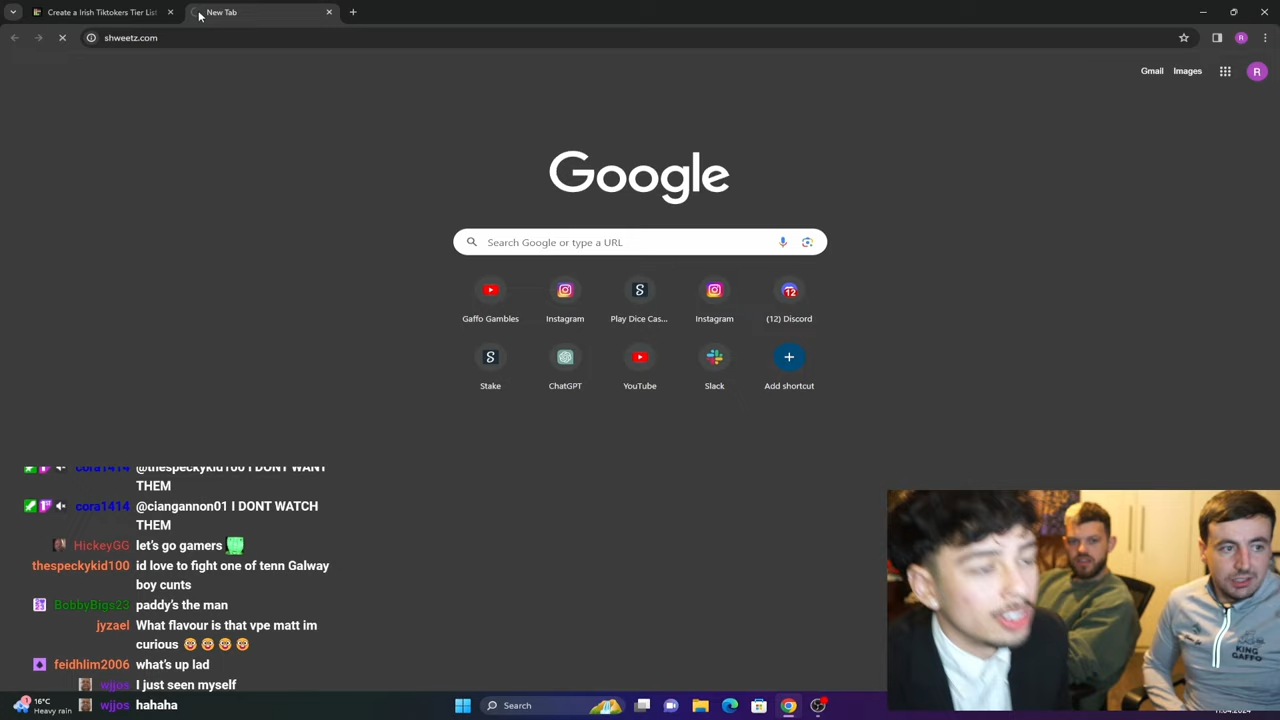 Create a Irish Tiktokers Tier List
New Tab
shweetz.com
Gmail Images
R
Google
Search Google or type a URL
Gaffo Gambles Instagram Play Dice Cas... Instagram (12) Discord
Stake ChatGPT YouTube Slack Add shortcut
cora1414 @thespeckykid100 I DONT WANT
THEM
cora1414 @ciangannon01 I DONT WATCH
THEM
HickeyGG let's go gamers
thespeckykid100 id love to fight one of tenn Galway
boy cunts
BobbyBigs23 paddy's the man
jyzael What flavour is that vpe matt im
curious
feidhlim2006 what's up lad
wjjos I just seen myself
wjjos hahaha
KING
GAFFO
16°C
Heavy rain
Search
11.04.2024